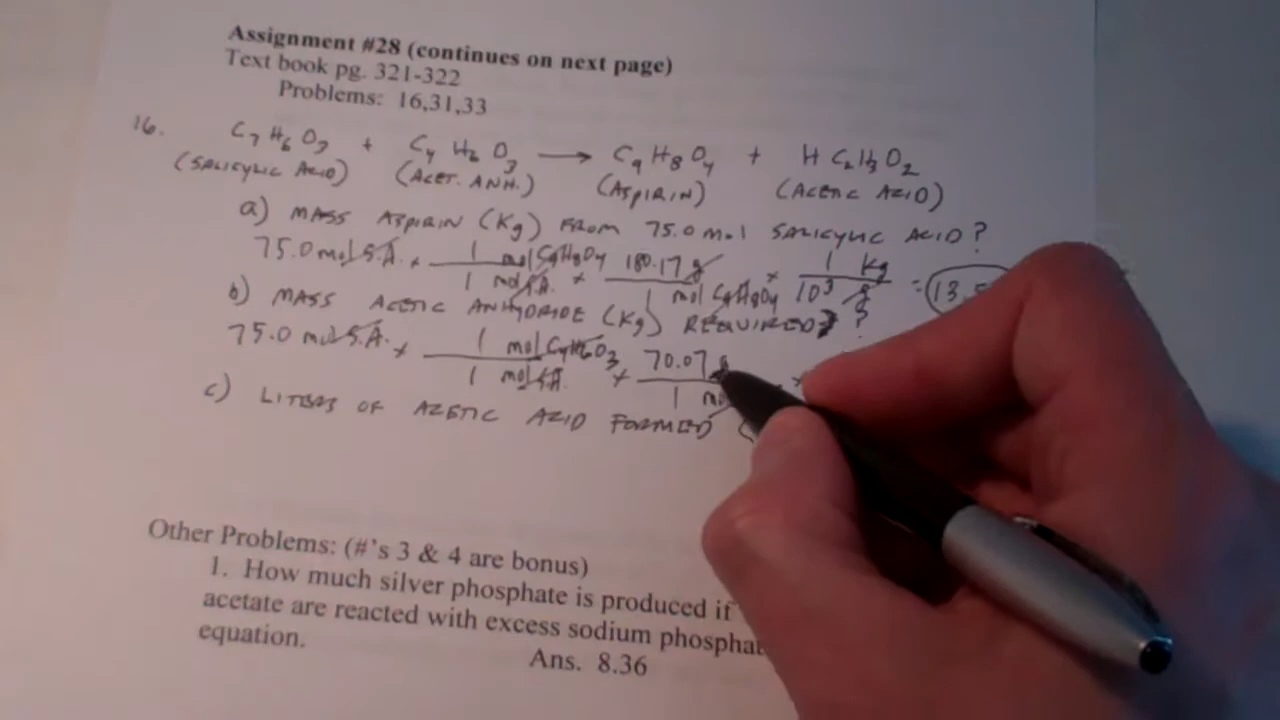 Assignment #28 (continues on next page)
Text book pg. 321-322
Problems: 16,31,33
16. C7H6O3 + C4H6O3 → C9H8O4 + HC2H3O2
(SALICYLIC ACID) (ACET. ANH.) (ASPIRIN) (ACETIC ACID)
a) MASS ASPIRIN (Kg) FROM 75.0 mol SALICYLIC ACID?
75.0 mol S.A. × 1 mol C9H8O4 / 1 mol S.A. × 180.17 g / 1 mol C9H8O4 × 1 kg / 10³ g = 13.5
b) MASS ACETIC ANHYDRIDE (Kg) REQUIRED?
75.0 mol S.A. × 1 mol C4H6O3 / 1 mol S.A. × 70.07 g / 1 mo
c) LITERS OF ACETIC ACID FORMED
Other Problems: (#'s 3 & 4 are bonus)
1. How much silver phosphate is produced if
acetate are reacted with excess sodium phosphat
equation.
Ans. 8.36